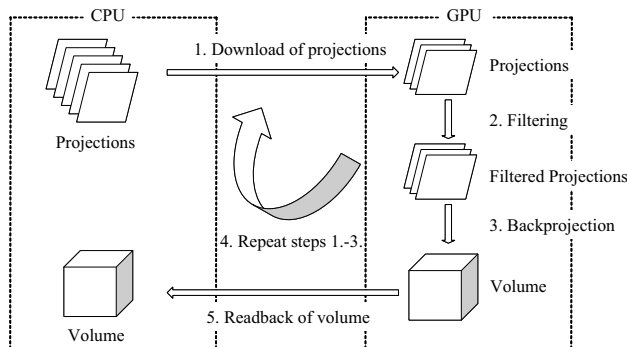 CPU
GPU
1. Download of projections
Projections
Projections
2. Filtering
Filtered Projections
3. Backprojection
4. Repeat steps 1.-3.
Volume
5. Readback of volume
Volume